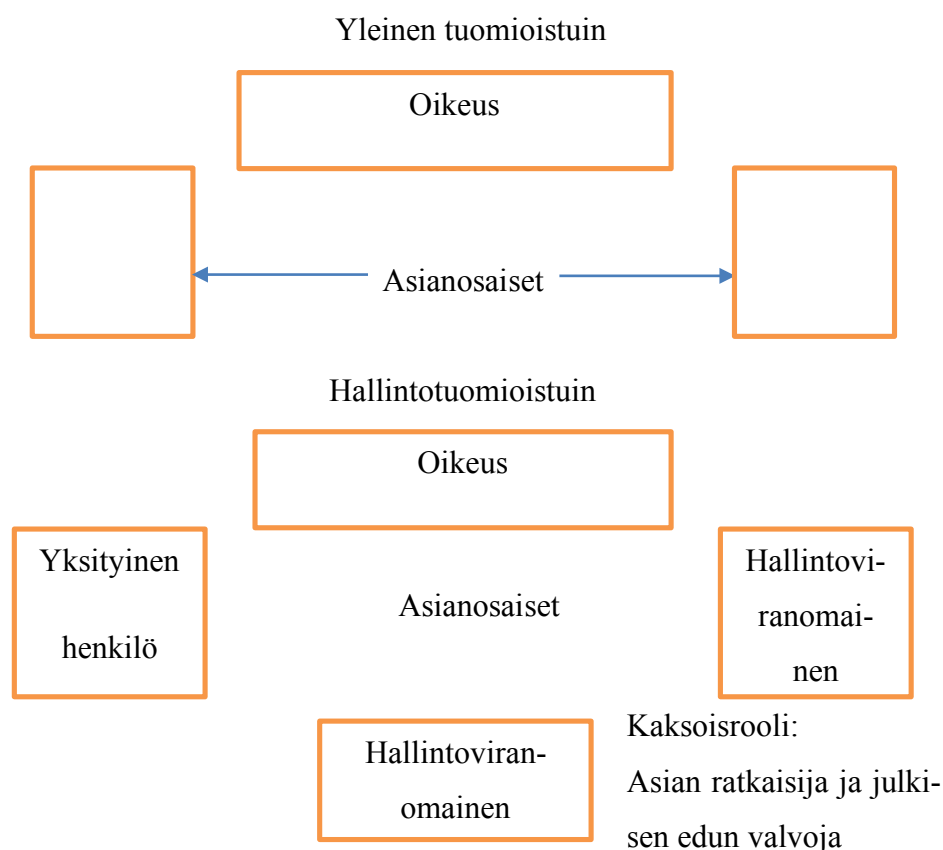 Yleinen tuomioistuin
Oikeus
Asianosaiset
Hallintotuomioistuin
Oikeus
Yksityinen
henkilö
Asianosaiset
Hallintovi-
ranomai-
nen
Hallintoviran-
omainen
Kaksoisrooli:
Asian ratkaisija ja julki-
sen edun valvoja